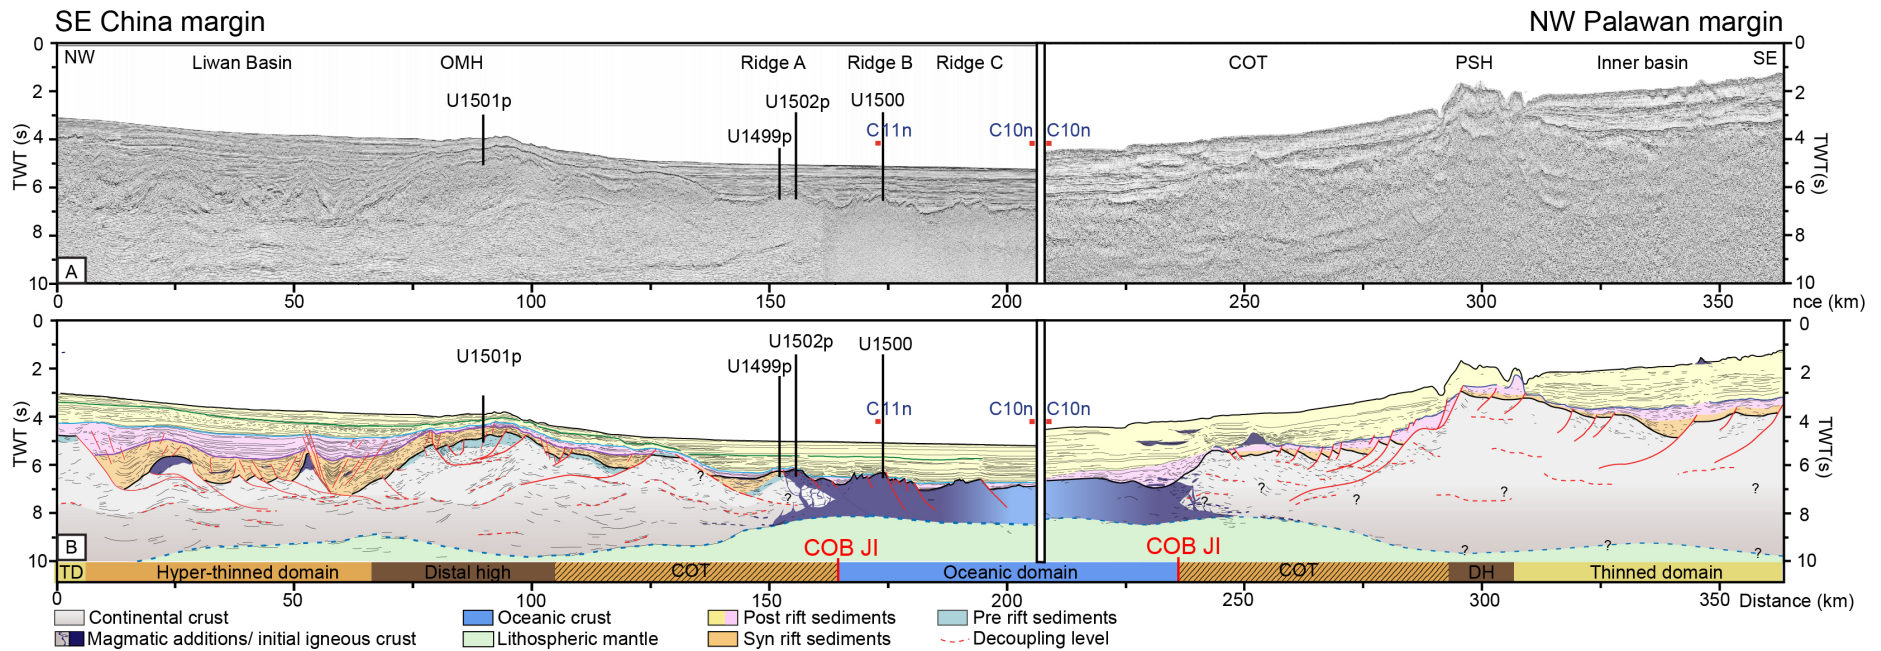 SE China margin
NW Palawan margin
0
NW
Liwan Basin
OMH
Ridge A
Ridge B
Ridge C
COT
PSH
Inner basin
SE
0
2
U1501p
U1502p
U1500
2
TWT (s)
4
U1499p
C11n
C10n
C10n
4
TWT(s)
6
6
8
8
A
10
10
0
50
100
150
200
250
300
350
nce (km)
0
0
U1502p
U1500
U1501p
U1499p
2
2
TWT (s)
4
C11n
C10n
C10n
4
TWT(s)
6
6
?
?
?
?
?
?
?
8
8
B
COB JI
COB JI
?
?
?
10
10
TD
Hyper-thinned domain
Distal high
COT
Oceanic domain
COT
DH
Thinned domain
0
50
100
150
200
250
300
350
Distance (km)
Continental crust
Oceanic crust
Post rift sediments
Pre rift sediments
Magmatic additions/ initial igneous crust
Lithospheric mantle
Syn rift sediments
Decoupling level